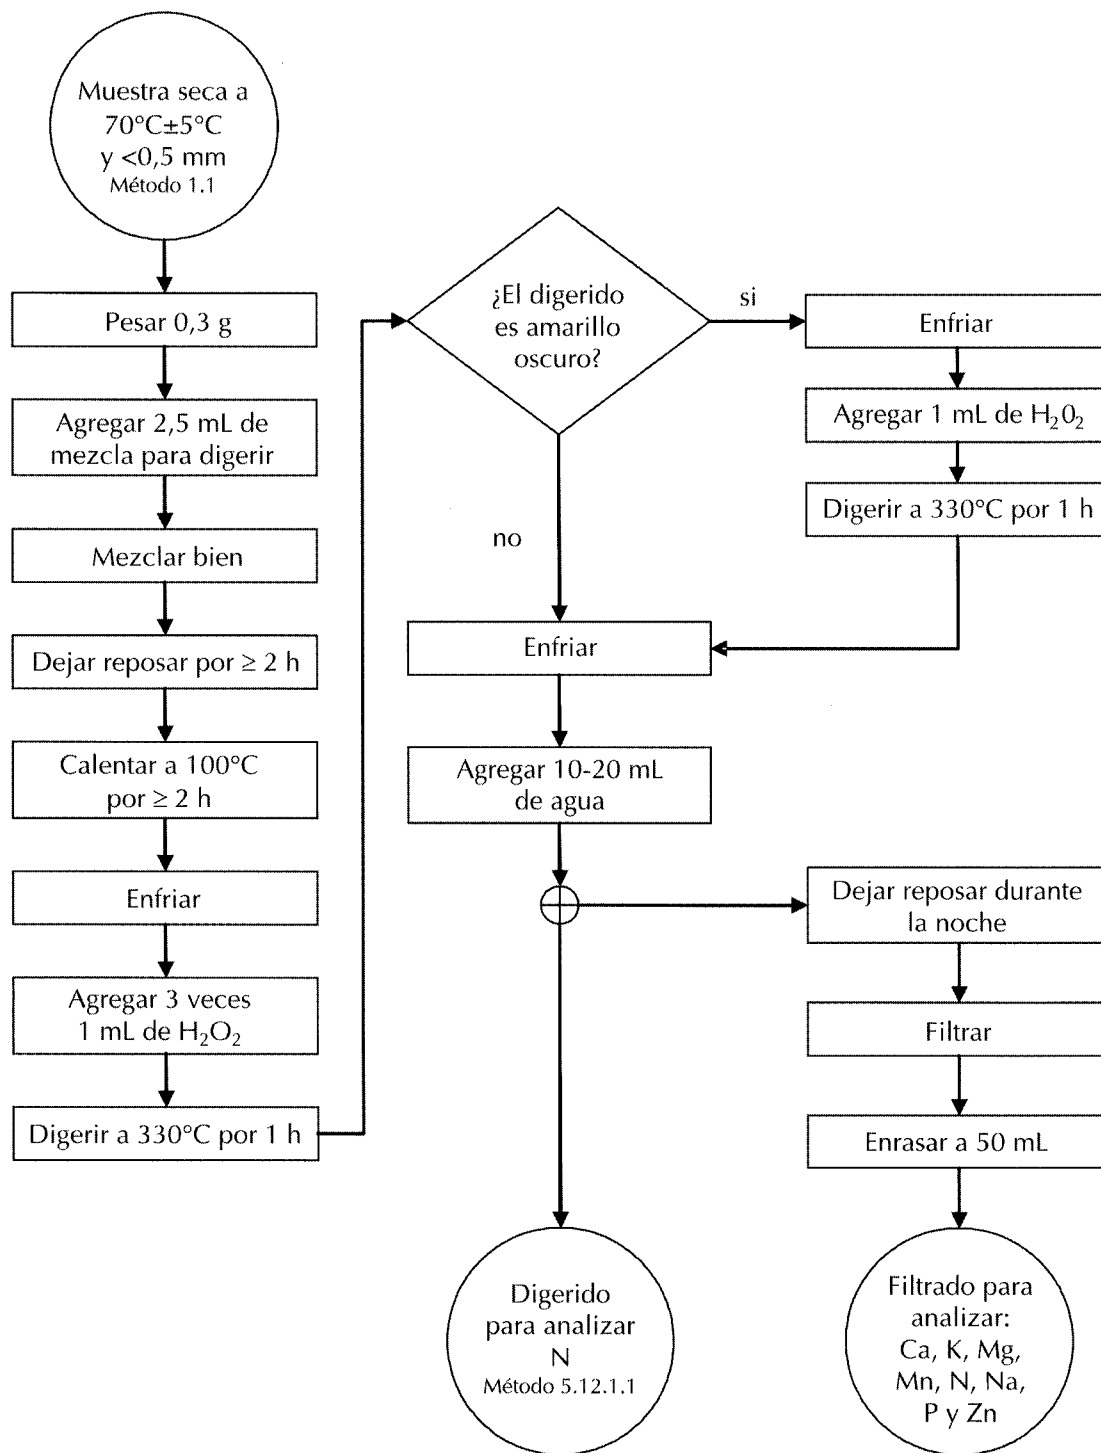 Muestra seca a
70°C±5°C
y <0,5 mm
Método 1.1
Pesar 0,3 g
Agregar 2,5 mL de
mezcla para digerir
Mezclar bien
Dejar reposar por ≥ 2 h
Calentar a 100°C
por ≥ 2 h
Enfriar
Agregar 3 veces
1 mL de H₂O₂
Digerir a 330°C por 1 h
¿El digerido
es amarillo
oscuro?
si
Enfriar
Agregar 1 mL de H₂0₂
Digerir a 330°C por 1 h
no
Enfriar
Agregar 10-20 mL
de agua
Dejar reposar durante
la noche
Filtrar
Enrasar a 50 mL
Digerido
para analizar
N
Método 5.12.1.1
Filtrado para
analizar:
Ca, K, Mg,
Mn, N, Na,
P y Zn